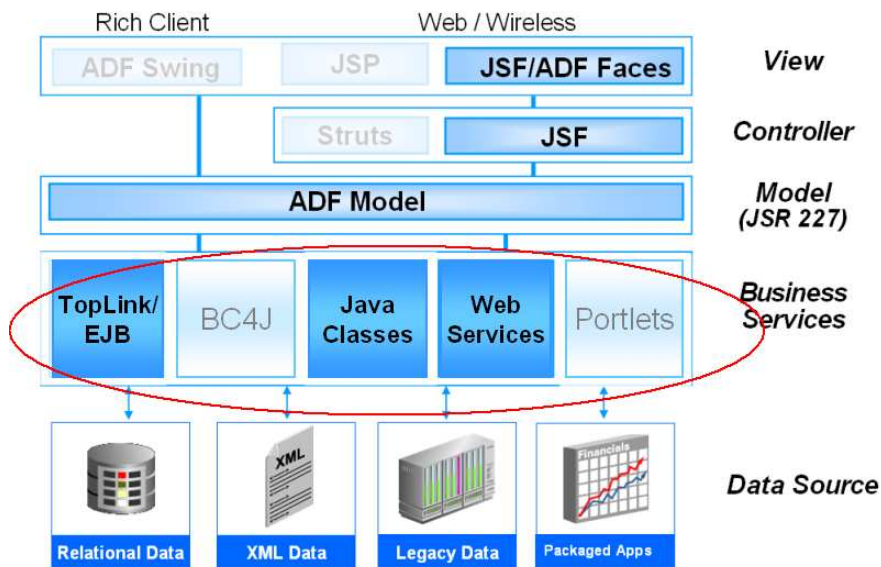 Rich Client
Web / Wireless
ADF Swing
JSP
JSF/ADF Faces
View
Struts
JSF
Controller
ADF Model
Model
(JSR 227)
TopLink/
EJB
BC4J
Java
Classes
Web
Services
Portlets
Business
Services
XML
Financials
Data Source
Relational Data
XML Data
Legacy Data
Packaged Apps